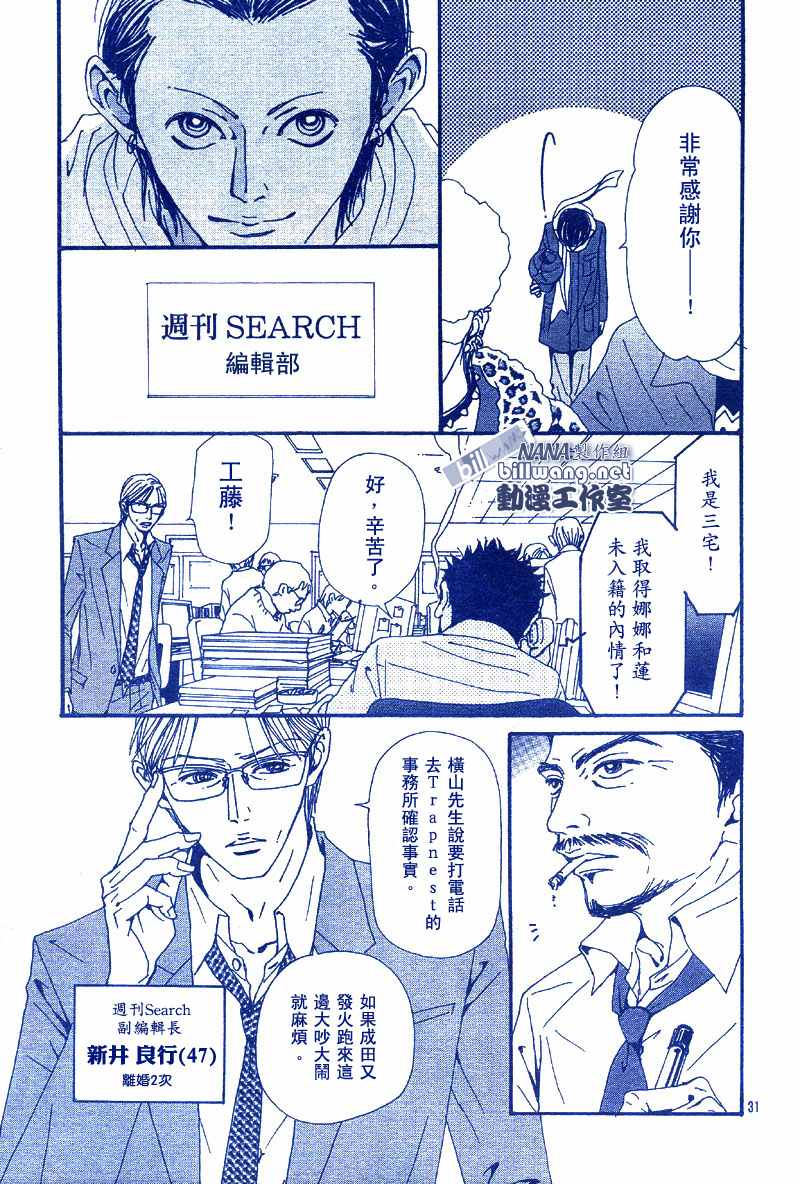 非常感謝你——！
週刊 SEARCH
編輯部
我是三宅！
我取得娜娜和蓮
未入籍的內情了！
好，辛苦了。
工藤！
bill wang
NANA製作組
billwang.net
動漫工作室
橫山先生說要打電話
去Trapnest的
事務所確認事實。
如果成田又
發火跑來這
邊大吵大鬧
就麻煩。
週刊Search
副編輯長
新井 良行(47)
離婚2次
31